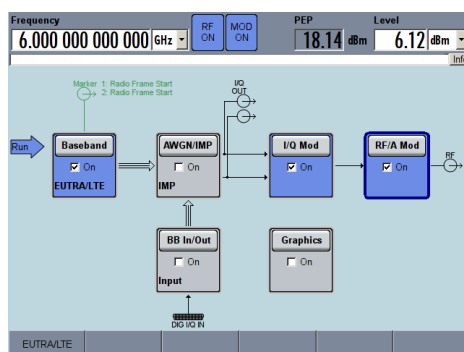 Frequency PEP Level
6.000 000 000 000 GHz RF ON MOD ON 18.14 dBm 6.12 dBm
Info
Marker 1: Radio Frame Start
2: Radio Frame Start
I/Q OUT
Run
Baseband
On
EUTRA/LTE
AWGN/IMP
On
IMP
I/Q Mod
On
RF/A Mod
On
RF
BB In/Out
On
Input
Graphics
On
DIG I/Q IN
EUTRA/LTE